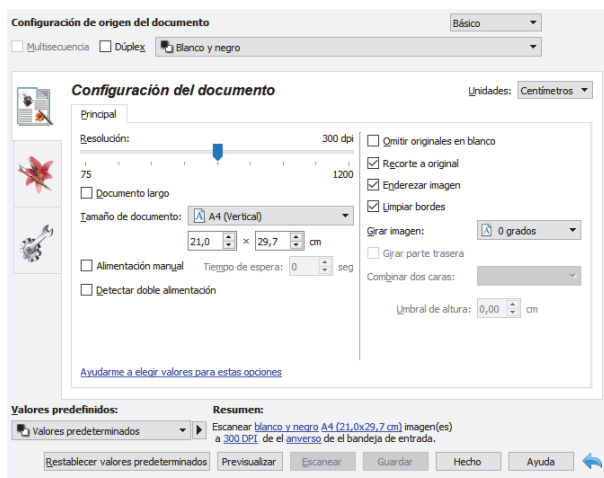 Configuración de origen del documento
Básico
Multisecuencia Dúplex Blanco y negro
Configuración del documento
Unidades: Centímetros
Principal
Resolución: 300 dpi
75 1200
Documento largo
Tamaño de documento: A4 (Vertical)
21,0 × 29,7 cm
Alimentación manual Tiempo de espera: 0 seg
Detectar doble alimentación
Omitir originales en blanco
Recorte a original
Enderezar imagen
Limpiar bordes
Girar imagen: 0 grados
Girar parte trasera
Combinar dos caras:
Umbral de altura: 0,00 cm
Ayudarme a elegir valores para estas opciones
Valores predefinidos:
Valores predeterminados
Resumen:
Escanear blanco y negro A4 (21,0x29,7 cm) imagen(es)
a 300 DPI de el anverso de el bandeja de entrada.
Restablecer valores predeterminados Previsualizar Escanear Guardar Hecho Ayuda